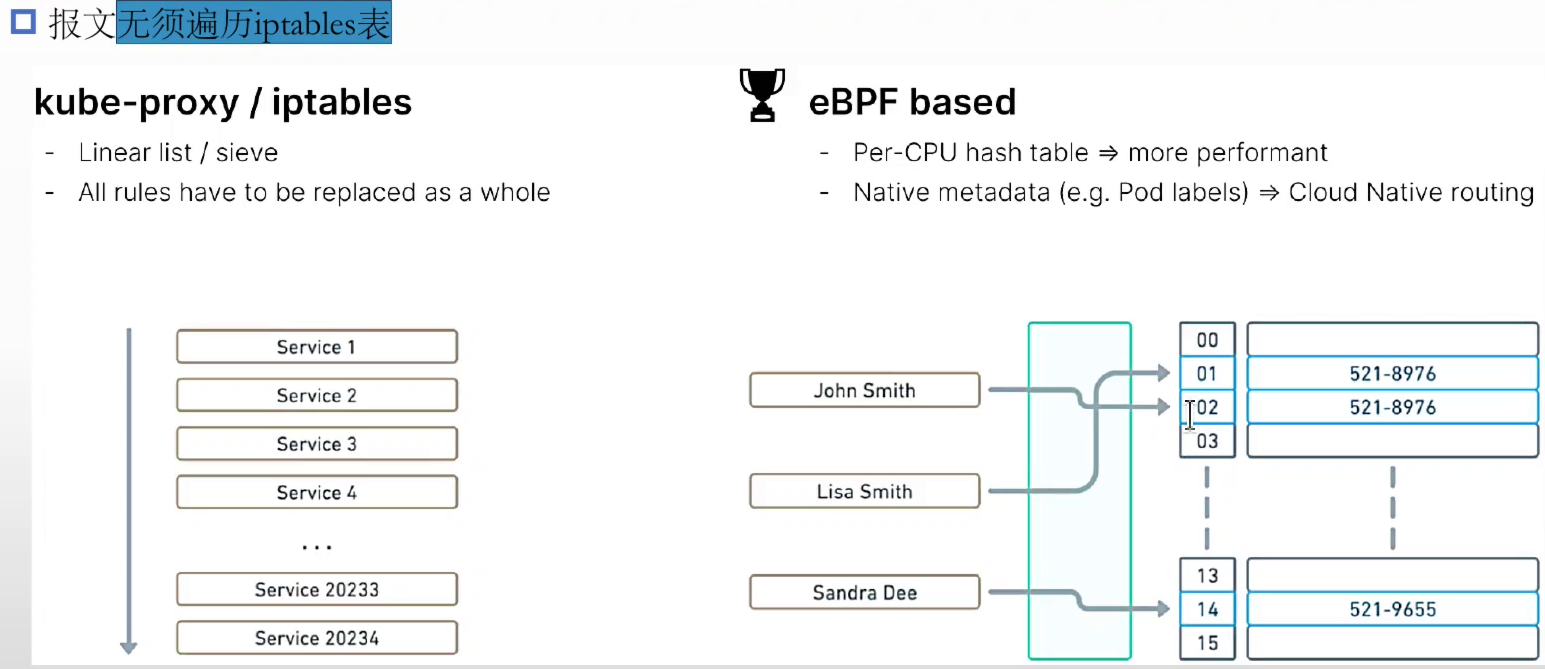 报文无须遍历iptables表
kube-proxy / iptables
- Linear list / sieve
- All rules have to be replaced as a whole
Service 1
Service 2
Service 3
Service 4
...
Service 20233
Service 20234
eBPF based
- Per-CPU hash table ⇒ more performant
- Native metadata (e.g. Pod labels) ⇒ Cloud Native routing
John Smith
Lisa Smith
Sandra Dee
00
01 521-8976
02 521-8976
03
13
14 521-9655
15